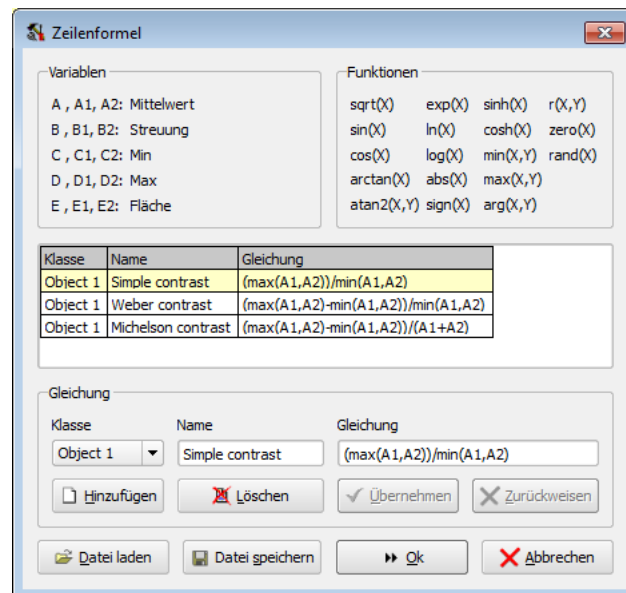 Zeilenformel
Variablen
A , A1, A2: Mittelwert
B , B1, B2: Streuung
C , C1, C2: Min
D , D1, D2: Max
E , E1, E2: Fläche
Funktionen
sqrt(X) exp(X) sinh(X) r(X,Y)
sin(X) ln(X) cosh(X) zero(X)
cos(X) log(X) min(X,Y) rand(X)
arctan(X) abs(X) max(X,Y)
atan2(X,Y) sign(X) arg(X,Y)
Klasse Name Gleichung
Object 1 Simple contrast (max(A1,A2))/min(A1,A2)
Object 1 Weber contrast (max(A1,A2)-min(A1,A2))/min(A1,A2)
Object 1 Michelson contrast (max(A1,A2)-min(A1,A2))/(A1+A2)
Gleichung
Klasse Name Gleichung
Object 1 Simple contrast (max(A1,A2))/min(A1,A2)
Hinzufügen Löschen Übernehmen Zurückweisen
Datei laden Datei speichern Ok Abbrechen